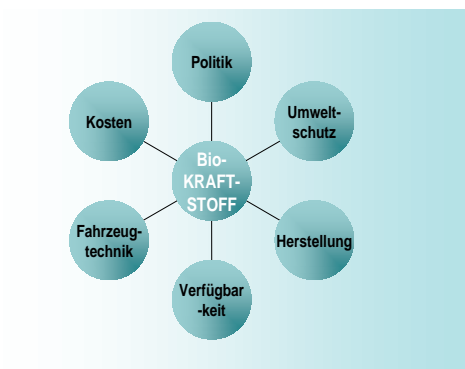 Politik
Kosten
Umwelt-
schutz
Bio-
KRAFT-
STOFF
Fahrzeug-
technik
Herstellung
Verfügbar
-keit